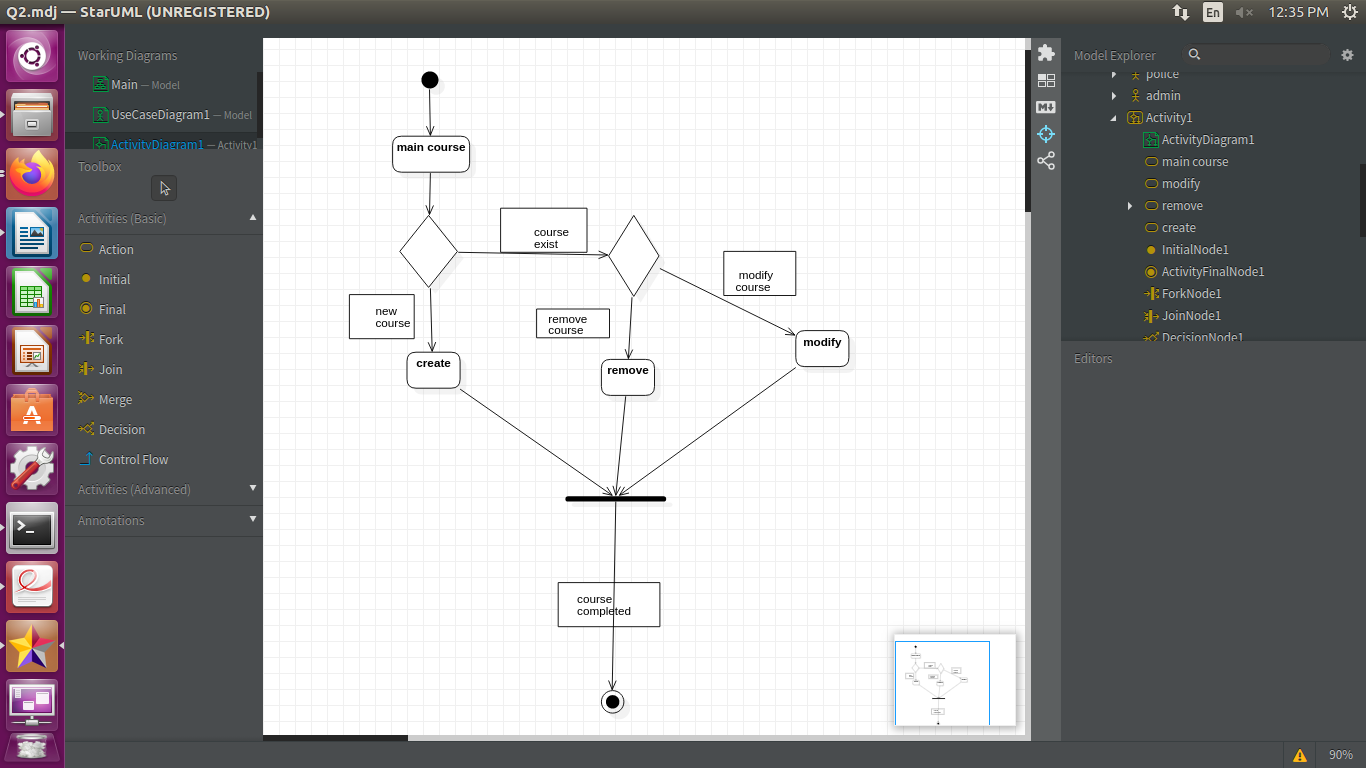 Q2.mdj — StarUML (UNREGISTERED)
En
12:35 PM
Working Diagrams
Main — Model
UseCaseDiagram1 — Model
ActivityDiagram1 — Activity1
Toolbox
Activities (Basic)
Action
Initial
Final
Fork
Join
Merge
Decision
Control Flow
Activities (Advanced)
Annotations
main course
course
exist
modify
course
new
course
remove
course
create
remove
modify
course
completed
Model Explorer
police
admin
Activity1
ActivityDiagram1
main course
modify
remove
create
InitialNode1
ActivityFinalNode1
ForkNode1
JoinNode1
DecisionNode1
Editors
90%